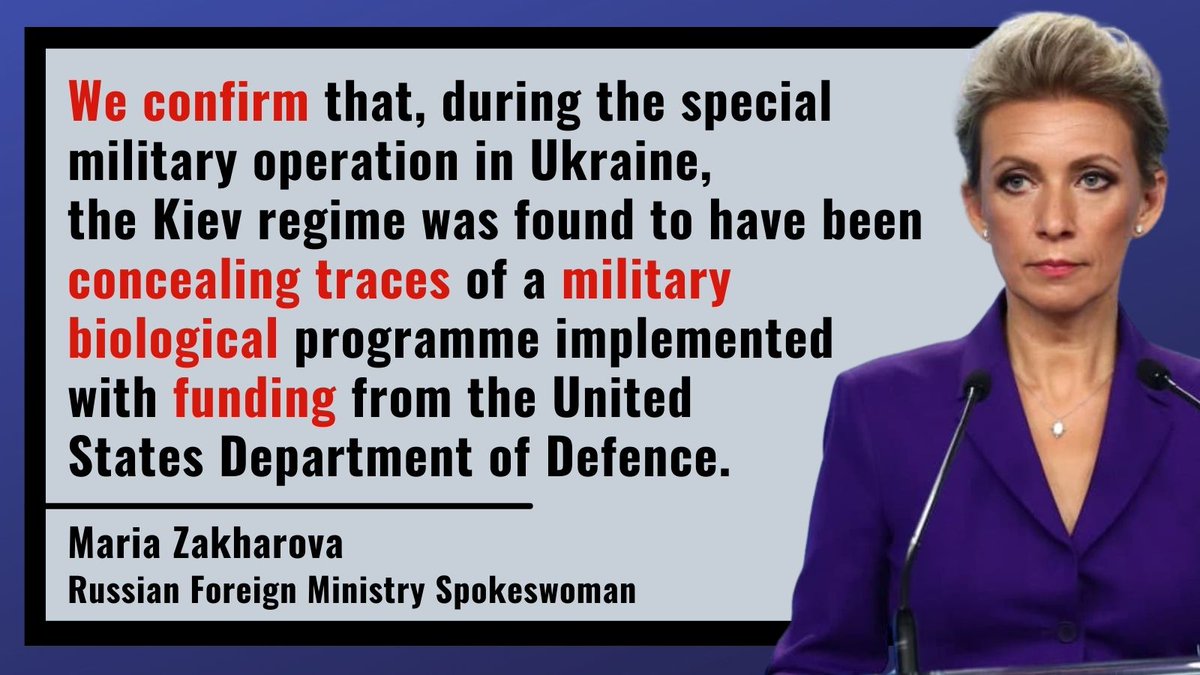 We confirm that, during the special
military operation in Ukraine,
the Kiev regime was found to have been
concealing traces of a military
biological programme implemented
with funding from the United
States Department of Defence.
Maria Zakharova
Russian Foreign Ministry Spokeswoman